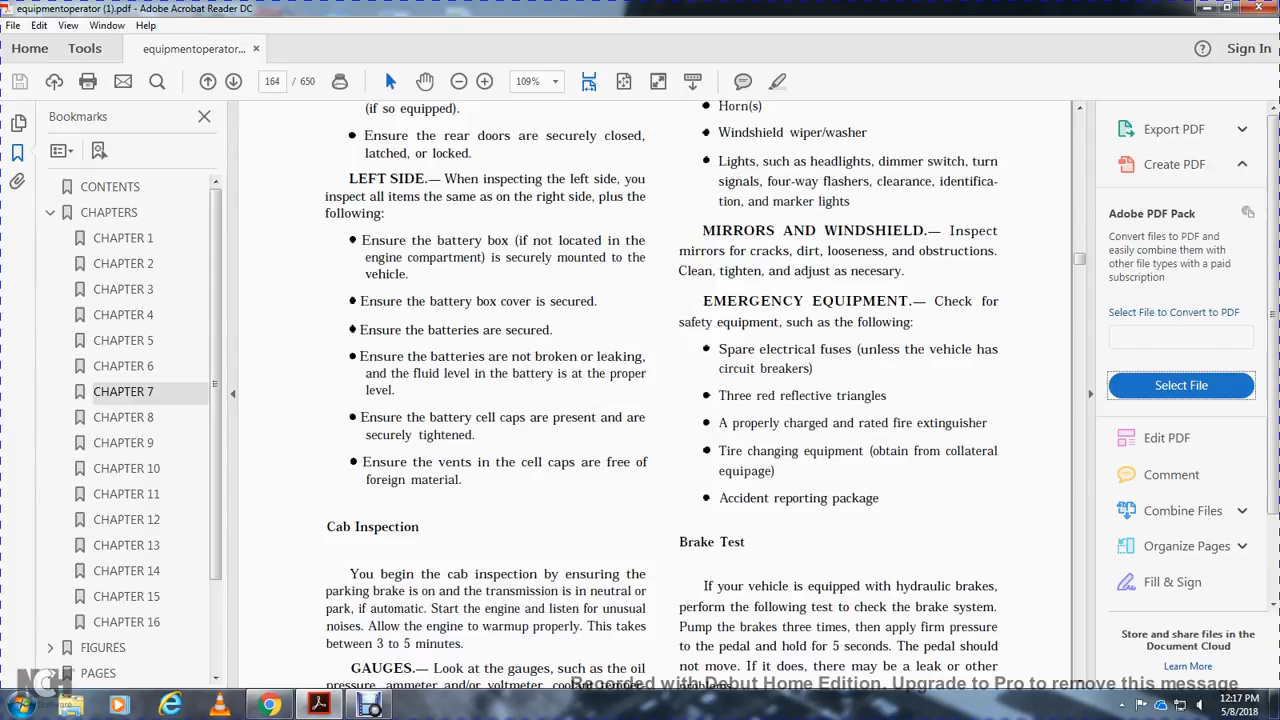 equipmentoperator (1).pdf - Adobe Acrobat Reader DC
File Edit View Window Help
Home Tools equipmentoperator... × Sign In
164 / 650 109%
Bookmarks
CONTENTS
CHAPTERS
CHAPTER 1
CHAPTER 2
CHAPTER 3
CHAPTER 4
CHAPTER 5
CHAPTER 6
CHAPTER 7
CHAPTER 8
CHAPTER 9
CHAPTER 10
CHAPTER 11
CHAPTER 12
CHAPTER 13
CHAPTER 14
CHAPTER 15
CHAPTER 16
FIGURES
PAGES
(if so equipped).
• Ensure the rear doors are securely closed,
latched, or locked.
LEFT SIDE.— When inspecting the left side, you
inspect all items the same as on the right side, plus the
following:
• Ensure the battery box (if not located in the
engine compartment) is securely mounted to the
vehicle.
• Ensure the battery box cover is secured.
• Ensure the batteries are secured.
• Ensure the batteries are not broken or leaking,
and the fluid level in the battery is at the proper
level.
• Ensure the battery cell caps are present and are
securely tightened.
• Ensure the vents in the cell caps are free of
foreign material.
Cab Inspection
You begin the cab inspection by ensuring the
parking brake is on and the transmission is in neutral or
park, if automatic. Start the engine and listen for unusual
noises. Allow the engine to warmup properly. This takes
between 3 to 5 minutes.
GAUGES.— Look at the gauges, such as the oil
pressure, ammeter and/or voltmeter, coolant temper-
• Horn(s)
• Windshield wiper/washer
• Lights, such as headlights, dimmer switch, turn
signals, four-way flashers, clearance, identifica-
tion, and marker lights
MIRRORS AND WINDSHIELD.— Inspect
mirrors for cracks, dirt, looseness, and obstructions.
Clean, tighten, and adjust as necesary.
EMERGENCY EQUIPMENT.— Check for
safety equipment, such as the following:
• Spare electrical fuses (unless the vehicle has
circuit breakers)
• Three red reflective triangles
• A properly charged and rated fire extinguisher
• Tire changing equipment (obtain from collateral
equipage)
• Accident reporting package
Brake Test
If your vehicle is equipped with hydraulic brakes,
perform the following test to check the brake system.
Pump the brakes three times, then apply firm pressure
to the pedal and hold for 5 seconds. The pedal should
not move. If it does, there may be a leak or other
Export PDF
Create PDF
Adobe PDF Pack
Convert files to PDF and
easily combine them with
other file types with a paid
subscription
Select File to Convert to PDF
Select File
Edit PDF
Comment
Combine Files
Organize Pages
Fill & Sign
Store and share files in the
Document Cloud
Learn More
NCH
Recorded with Debut Home Edition. Upgrade to Pro to remove this message
12:17 PM
5/8/2018